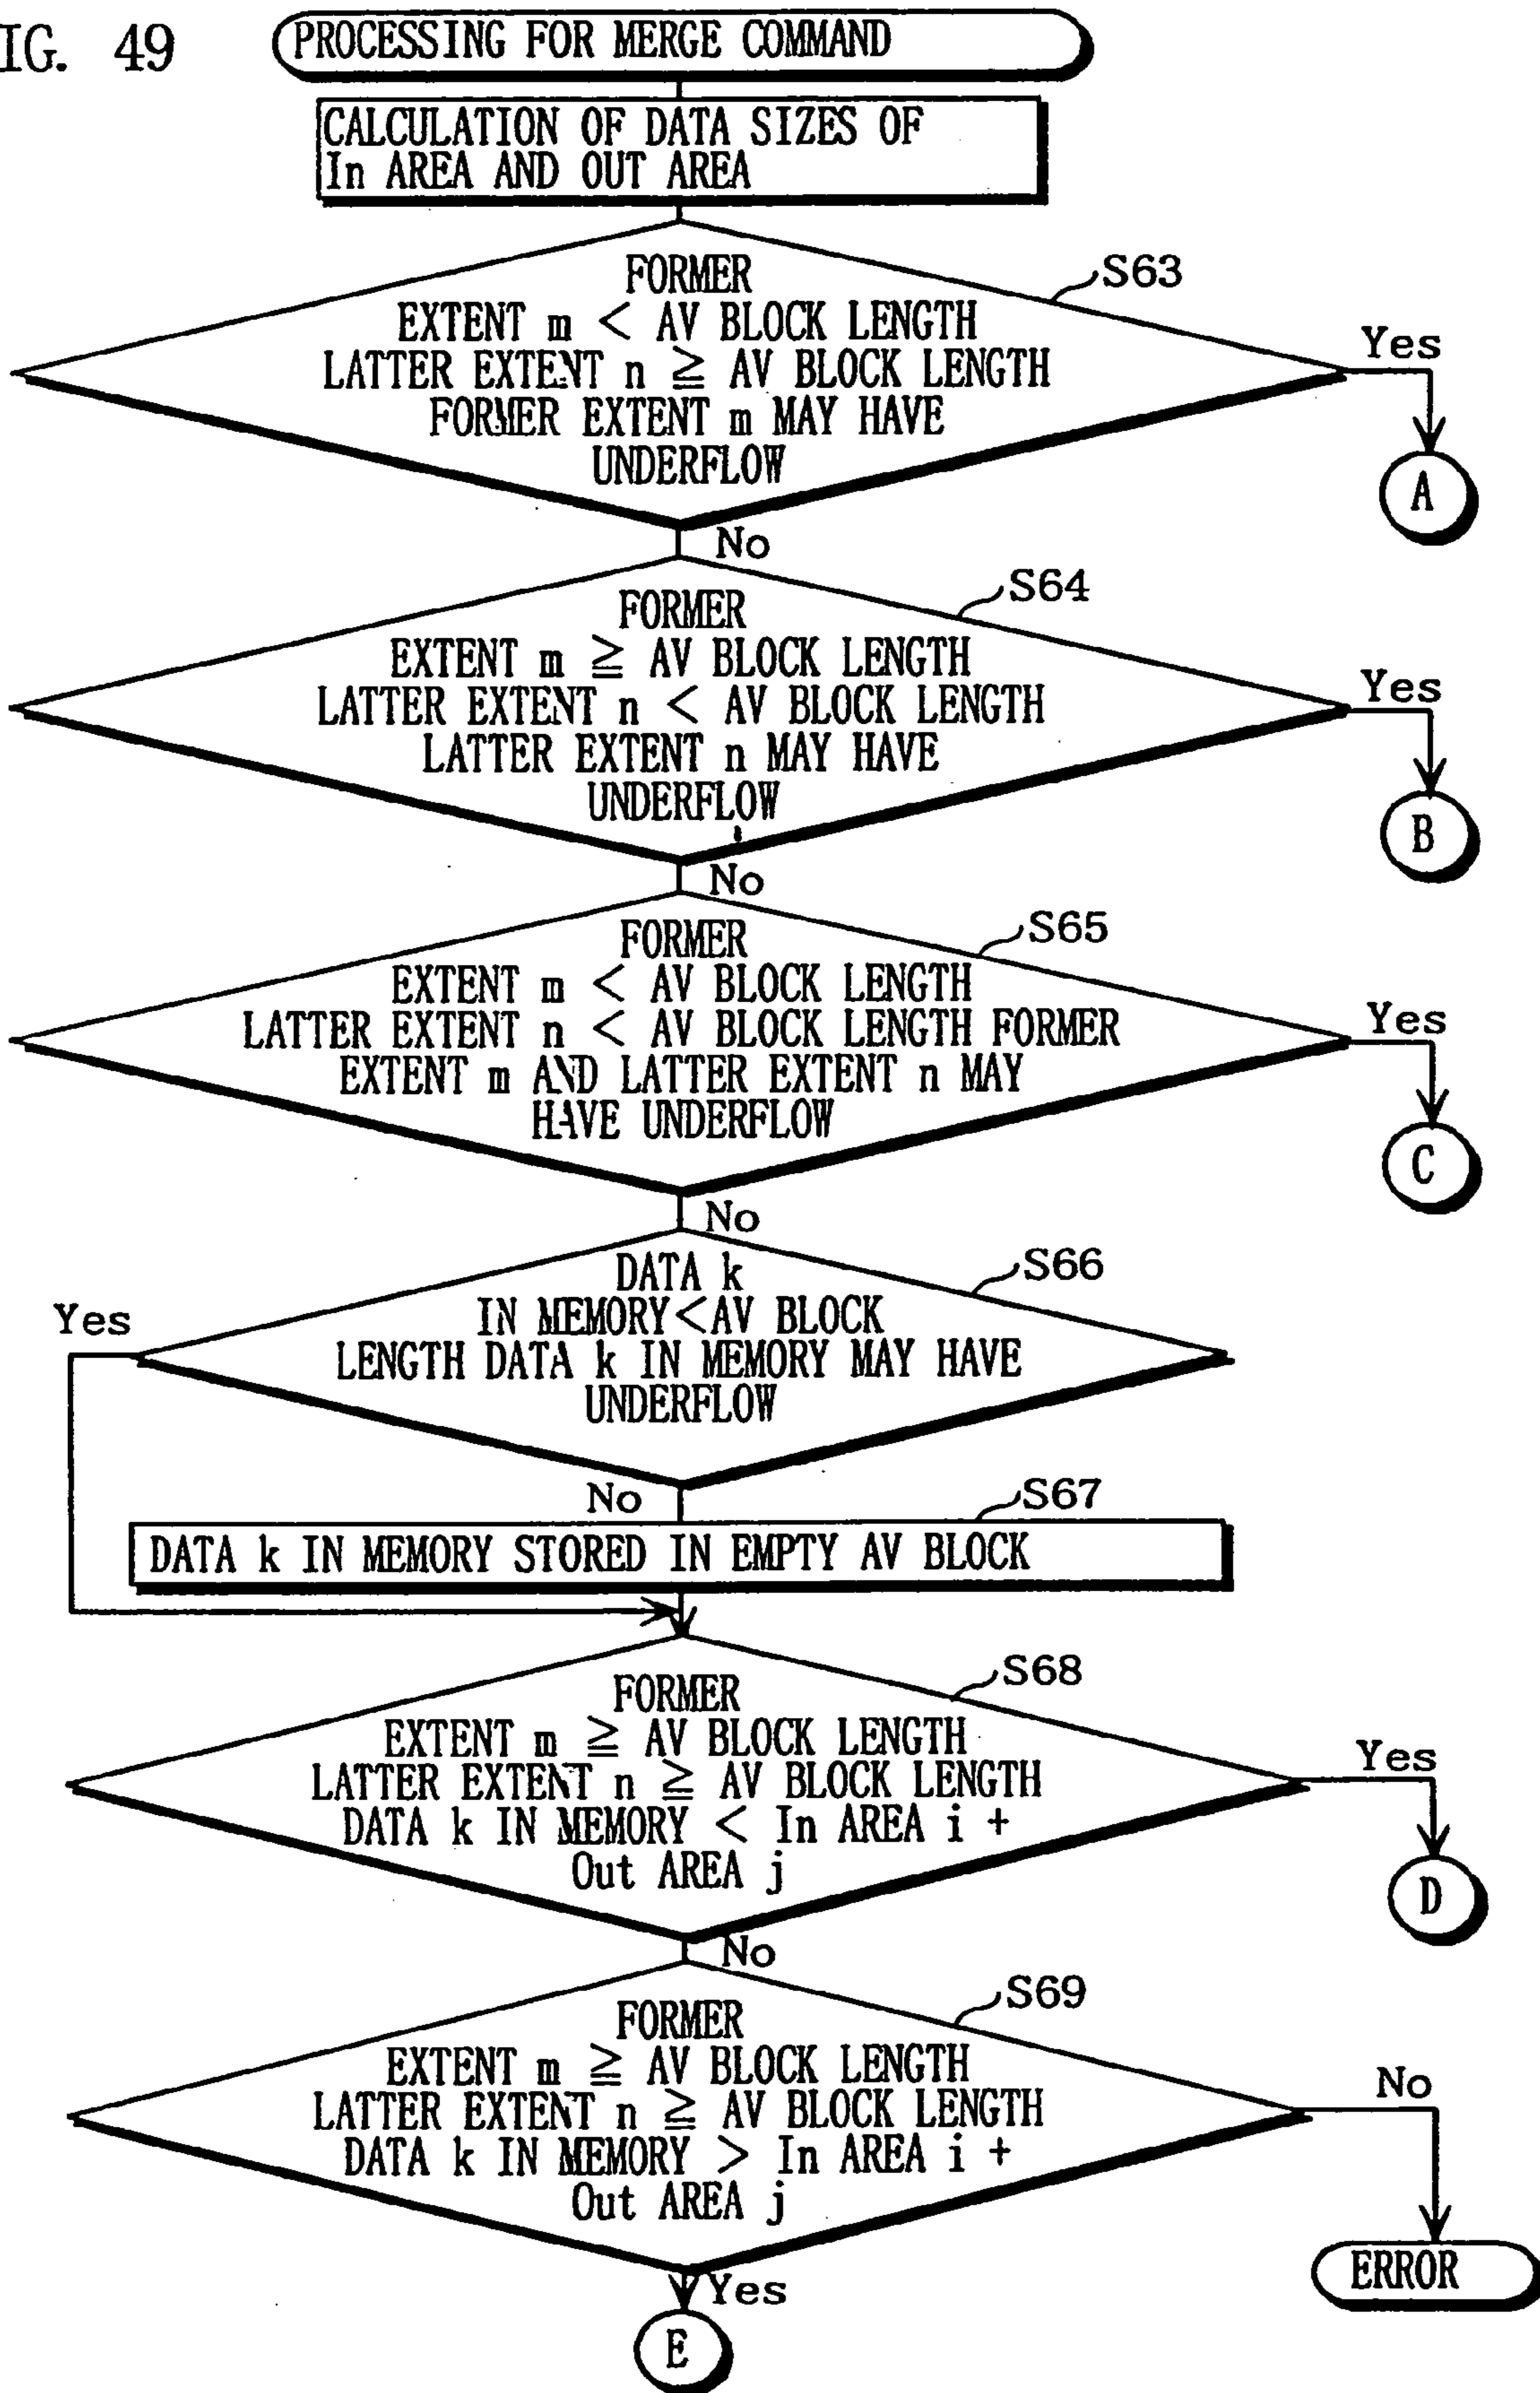 IG. 49
PROCESSING FOR MERGE COMMAND
CALCULATION OF DATA SIZES OF
In AREA AND OUT AREA
S63
FORMER
EXTENT m < AV BLOCK LENGTH
LATTER EXTENT n ≧ AV BLOCK LENGTH
FORMER EXTENT m MAY HAVE
UNDERFLOW
Yes
A
No
S64
FORMER
EXTENT m ≧ AV BLOCK LENGTH
LATTER EXTENT n < AV BLOCK LENGTH
LATTER EXTENT n MAY HAVE
UNDERFLOW
Yes
B
No
S65
FORMER
EXTENT m < AV BLOCK LENGTH
LATTER EXTENT n < AV BLOCK LENGTH FORMER
EXTENT m AND LATTER EXTENT n MAY
HAVE UNDERFLOW
Yes
C
No
S66
DATA k
IN MEMORY<AV BLOCK
LENGTH DATA k IN MEMORY MAY HAVE
UNDERFLOW
Yes
No
S67
DATA k IN MEMORY STORED IN EMPTY AV BLOCK
S68
FORMER
EXTENT m ≧ AV BLOCK LENGTH
LATTER EXTENT n ≧ AV BLOCK LENGTH
DATA k IN MEMORY < In AREA i +
Out AREA j
Yes
D
No
S69
FORMER
EXTENT m ≧ AV BLOCK LENGTH
LATTER EXTENT n ≧ AV BLOCK LENGTH
DATA k IN MEMORY > In AREA i +
Out AREA j
No
ERROR
Yes
E